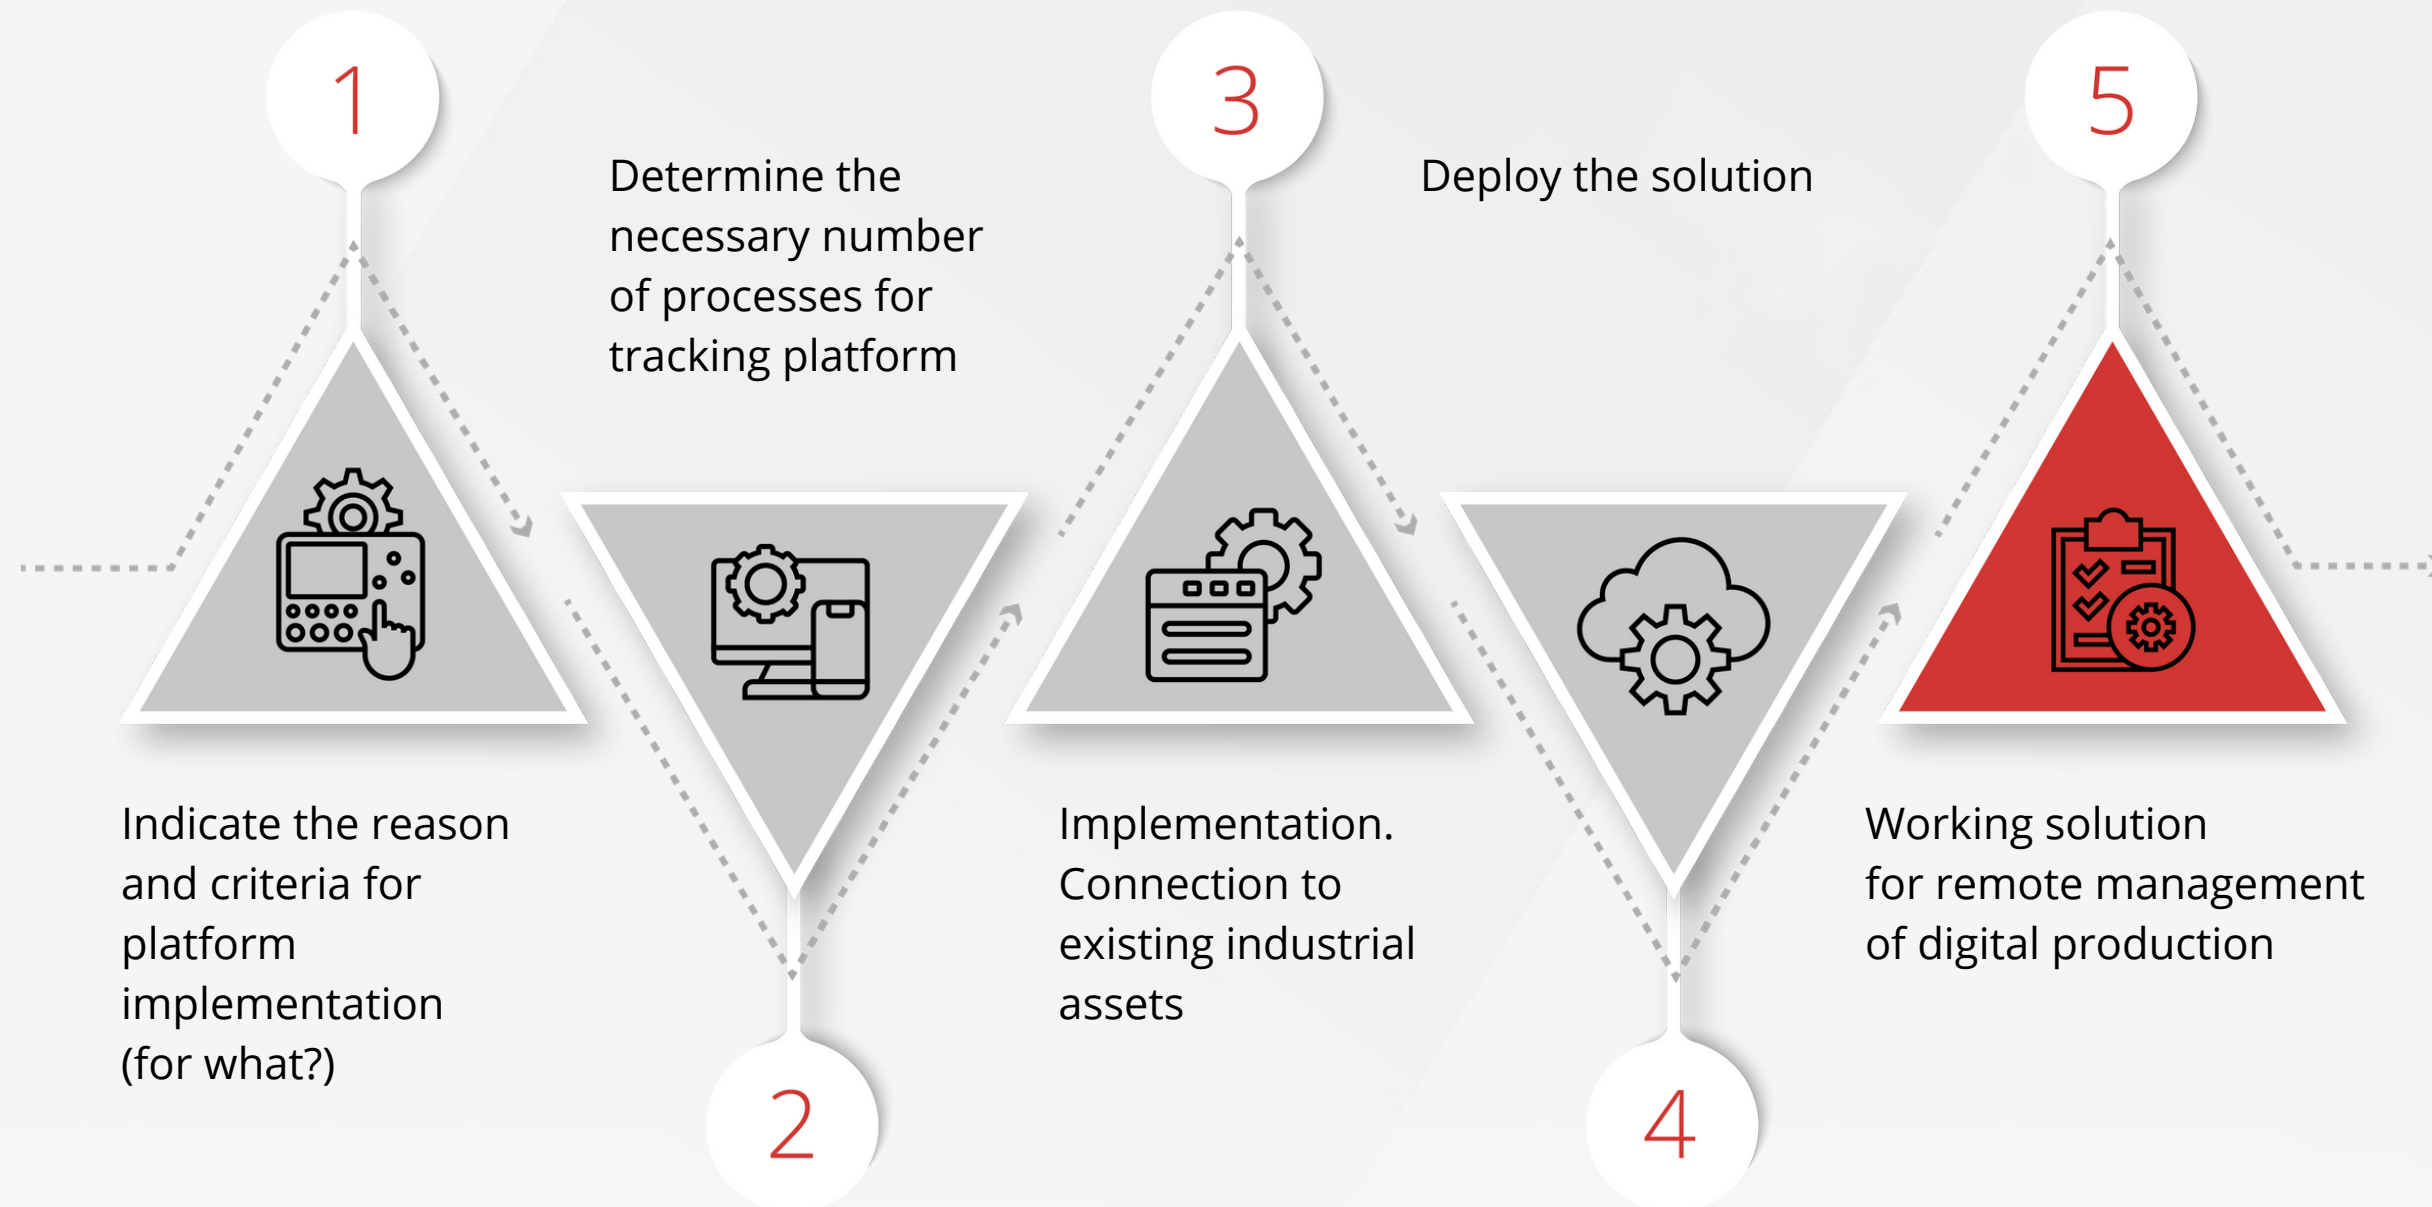 1
Indicate the reason
and criteria for
platform
implementation
(for what?)
2
Determine the
necessary number
of processes for
tracking platform
3
Implementation.
Connection to
existing industrial
assets
4
Deploy the solution
5
Working solution
for remote management
of digital production